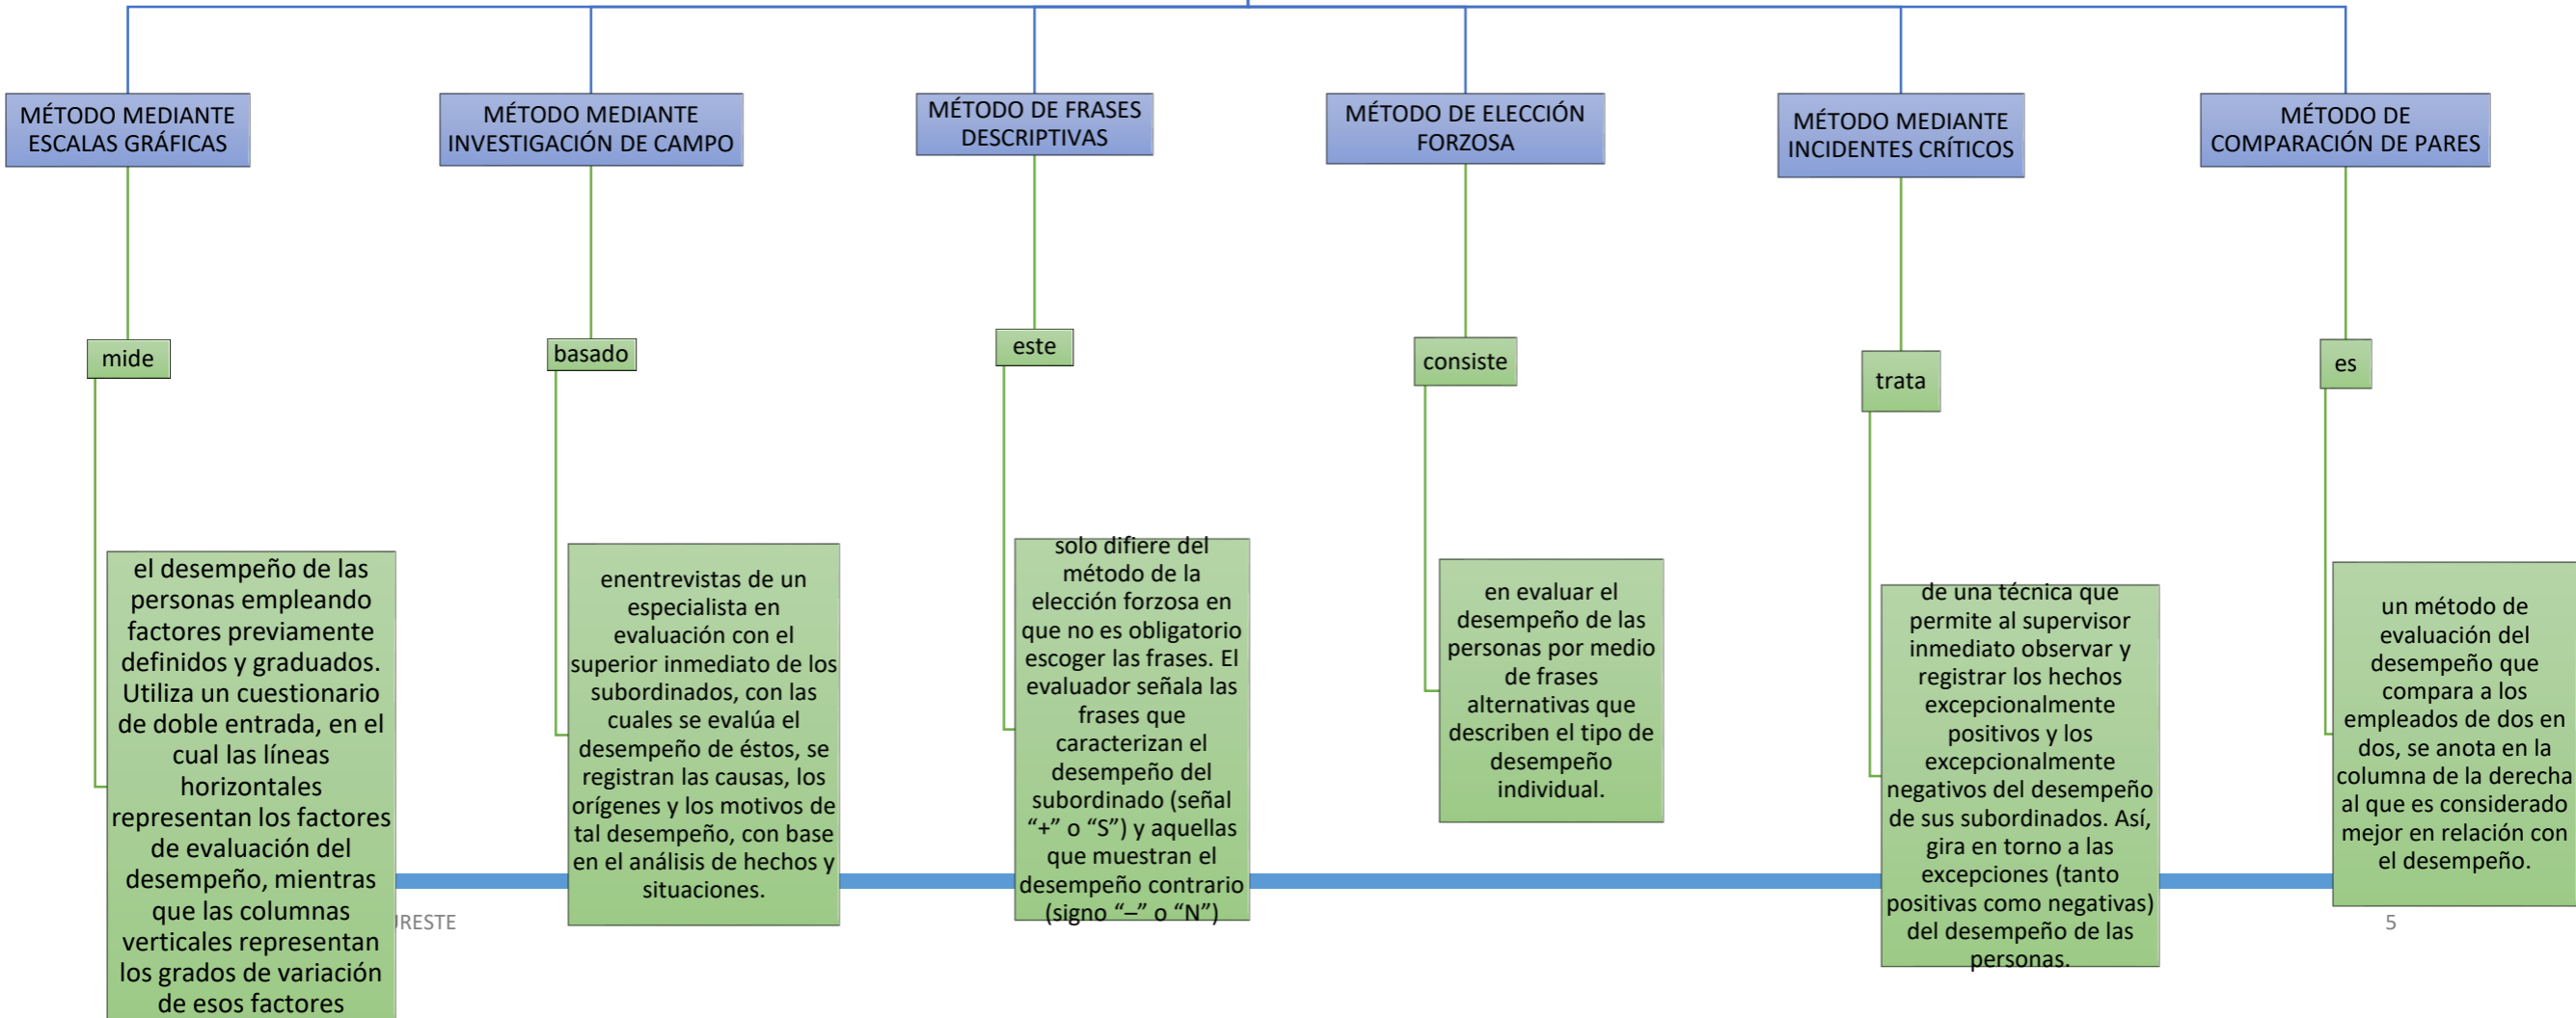 MÉTODO MEDIANTE
ESCALAS GRÁFICAS
mide
el desempeño de las
personas empleando
factores previamente
definidos y graduados.
Utiliza un cuestionario
de doble entrada, en el
cual las líneas
horizontales
representan los factores
de evaluación del
desempeño, mientras
que las columnas
verticales representan
los grados de variación
de esos factores
MÉTODO MEDIANTE
INVESTIGACIÓN DE CAMPO
basado
enentrevistas de un
especialista en
evaluación con el
superior inmediato de los
subordinados, con las
cuales se evalúa el
desempeño de éstos, se
registran las causas, los
orígenes y los motivos de
tal desempeño, con base
en el análisis de hechos y
situaciones.
MÉTODO DE FRASES
DESCRIPTIVAS
este
solo difiere del
método de la
elección forzosa en
que no es obligatorio
escoger las frases. El
evaluador señala las
frases que
caracterizan el
desempeño del
subordinado (señal
“+” o “S”) y aquellas
que muestran el
desempeño contrario
(signo “–” o “N”)
MÉTODO DE ELECCIÓN
FORZOSA
consiste
en evaluar el
desempeño de las
personas por medio
de frases
alternativas que
describen el tipo de
desempeño
individual.
MÉTODO MEDIANTE
INCIDENTES CRÍTICOS
trata
de una técnica que
permite al supervisor
inmediato observar y
registrar los hechos
excepcionalmente
positivos y los
excepcionalmente
negativos del desempeño
de sus subordinados. Así,
gira en torno a las
excepciones (tanto
positivas como negativas)
del desempeño de las
personas.
MÉTODO DE
COMPARACIÓN DE PARES
es
un método de
evaluación del
desempeño que
compara a los
empleados de dos en
dos, se anota en la
columna de la derecha
al que es considerado
mejor en relación con
el desempeño.
URESTE
5